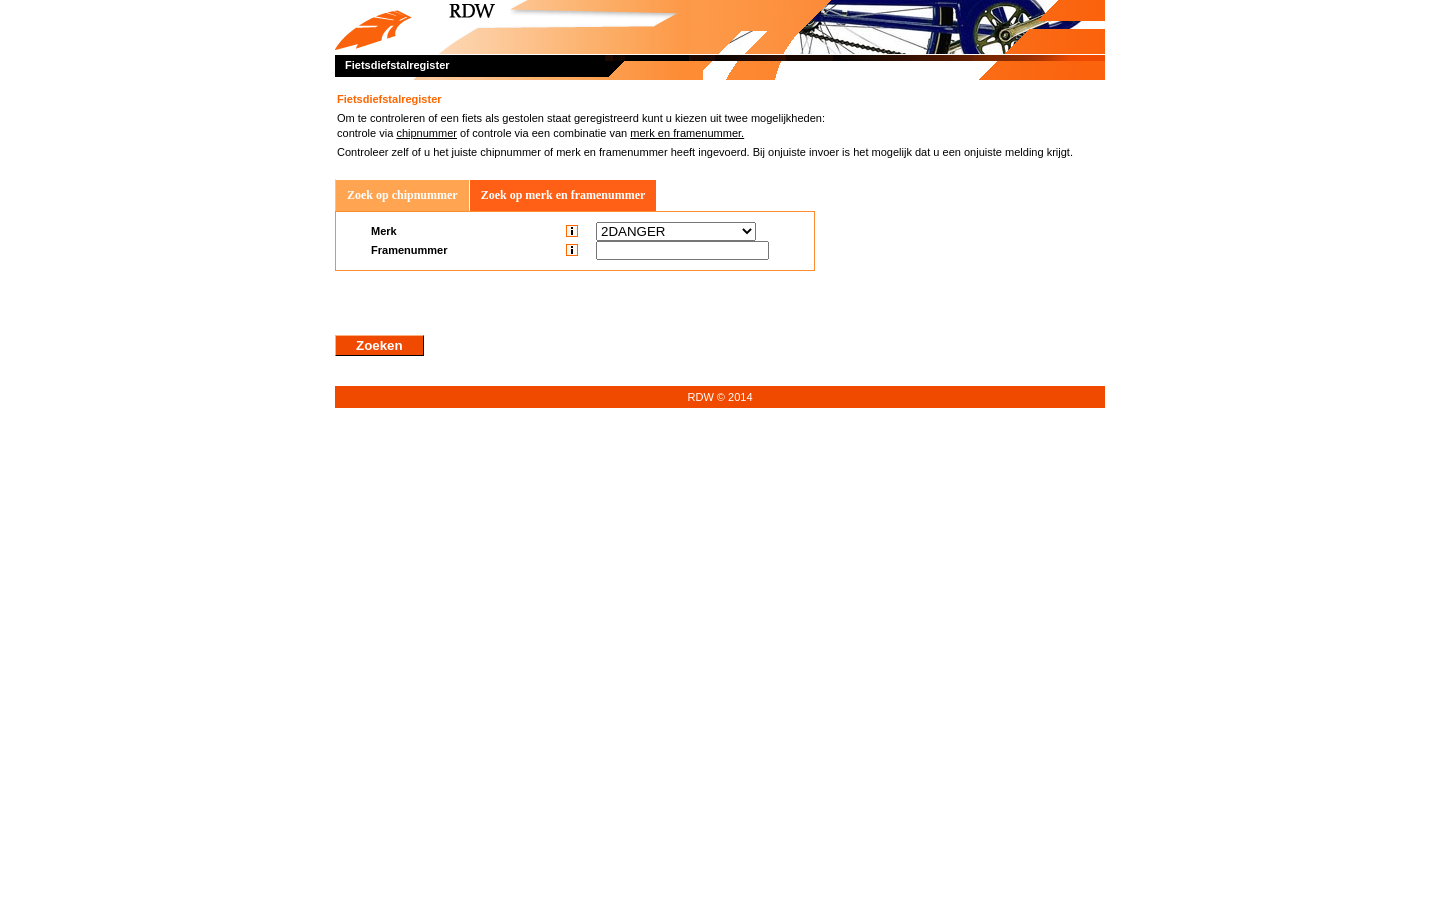 RDW
Fietsdiefstalregister
Fietsdiefstalregister
Om te controleren of een fiets als gestolen staat geregistreerd kunt u kiezen uit twee mogelijkheden:
controle via chipnummer of controle via een combinatie van merk en framenummer.
Controleer zelf of u het juiste chipnummer of merk en framenummer heeft ingevoerd. Bij onjuiste invoer is het mogelijk dat u een onjuiste melding krijgt.
Zoek op chipnummer Zoek op merk en framenummer
Merk i 2DANGER
Framenummer i
Zoeken
RDW © 2014